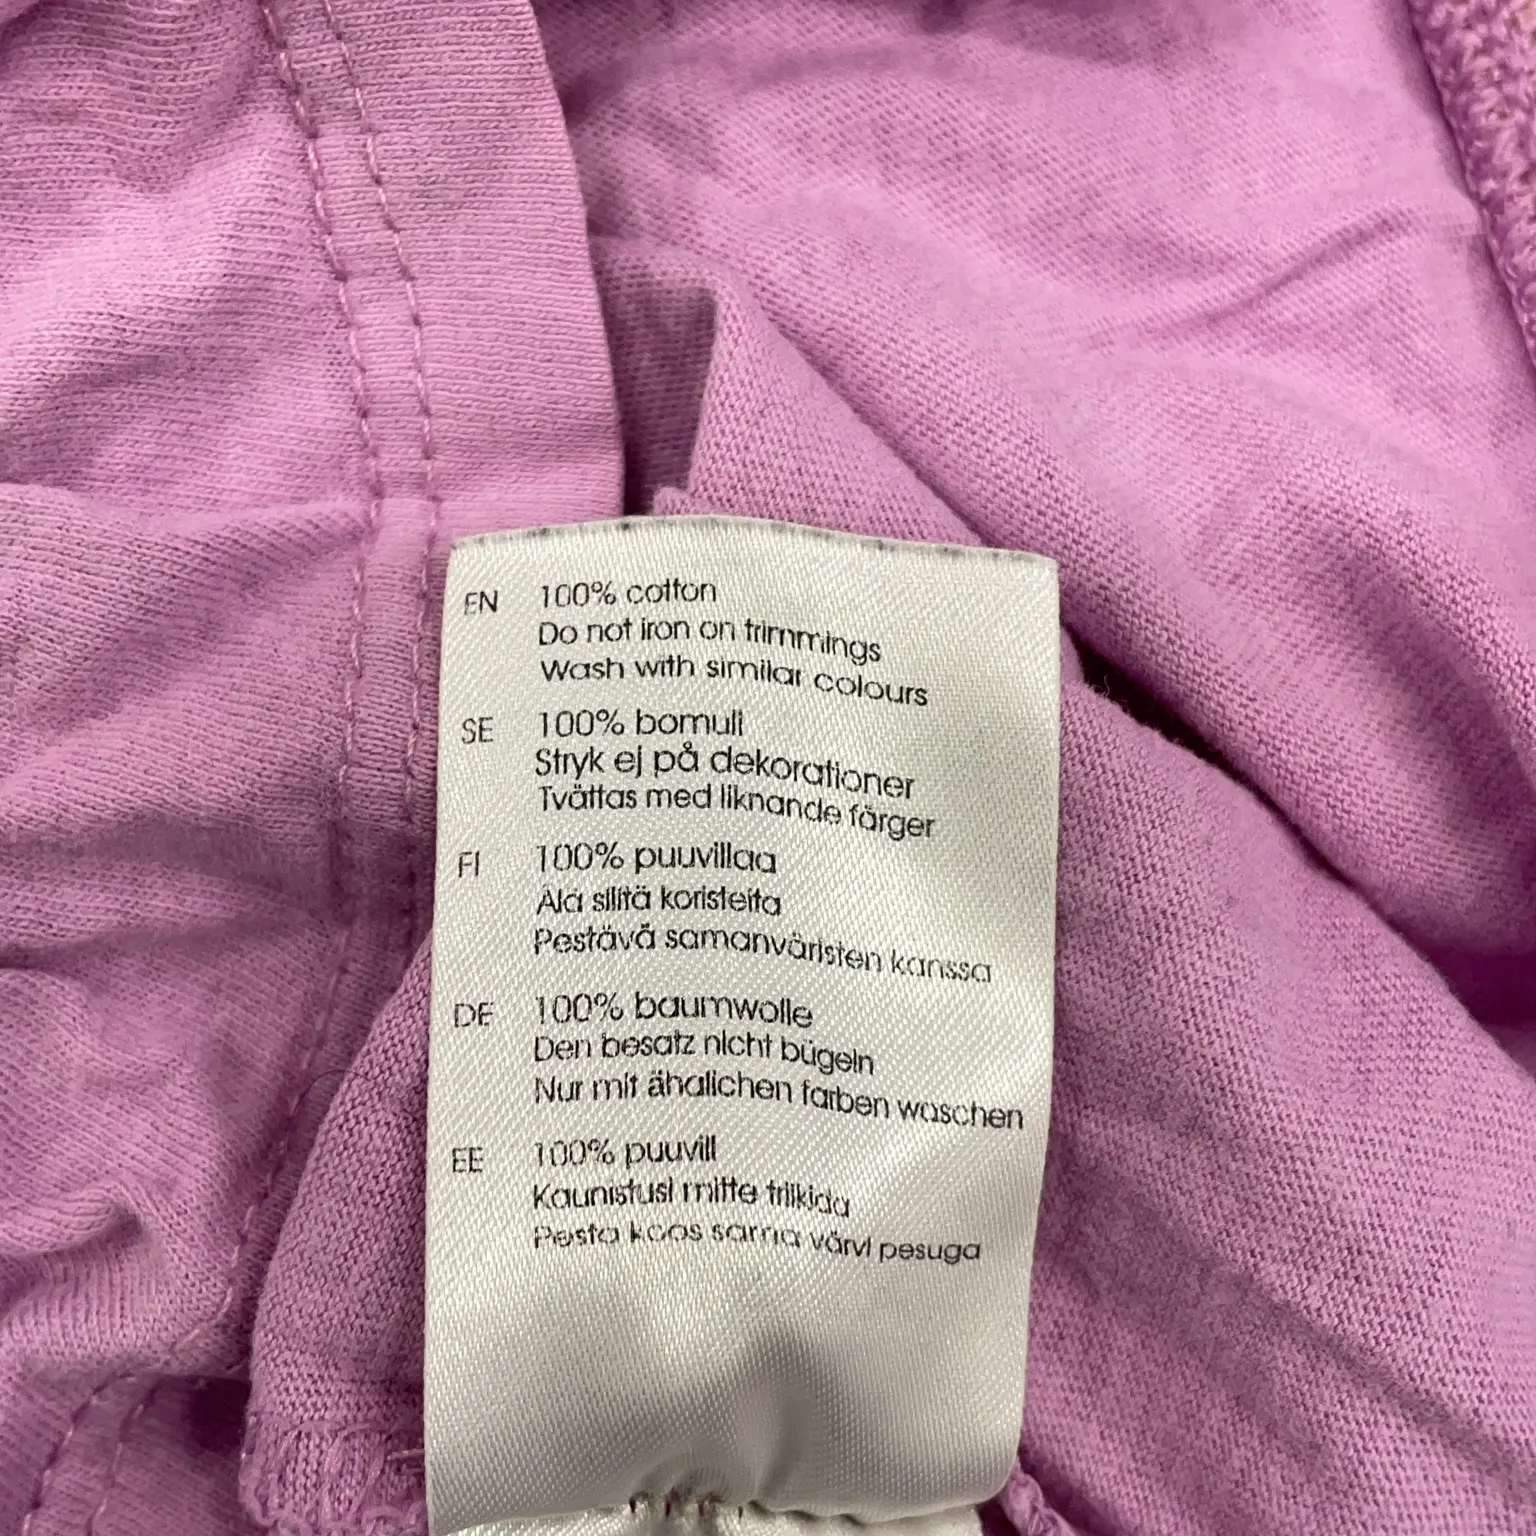 EN 100% cotton
Do not iron on trimmings
Wash with similar colours
SE 100% bomull
Stryk ej på dekorationer
Tvättas med liknande färger
FI 100% puuvillaa
Älä silitä koristeita
Pestävä samanväristen kanssa
DE 100% baumwolle
Den besatz nicht bügeln
Nur mit ähalichen farben waschen
EE 100% puuvill
Kaunistusi mitte triikida
Pesta koos sama värvi pesuga